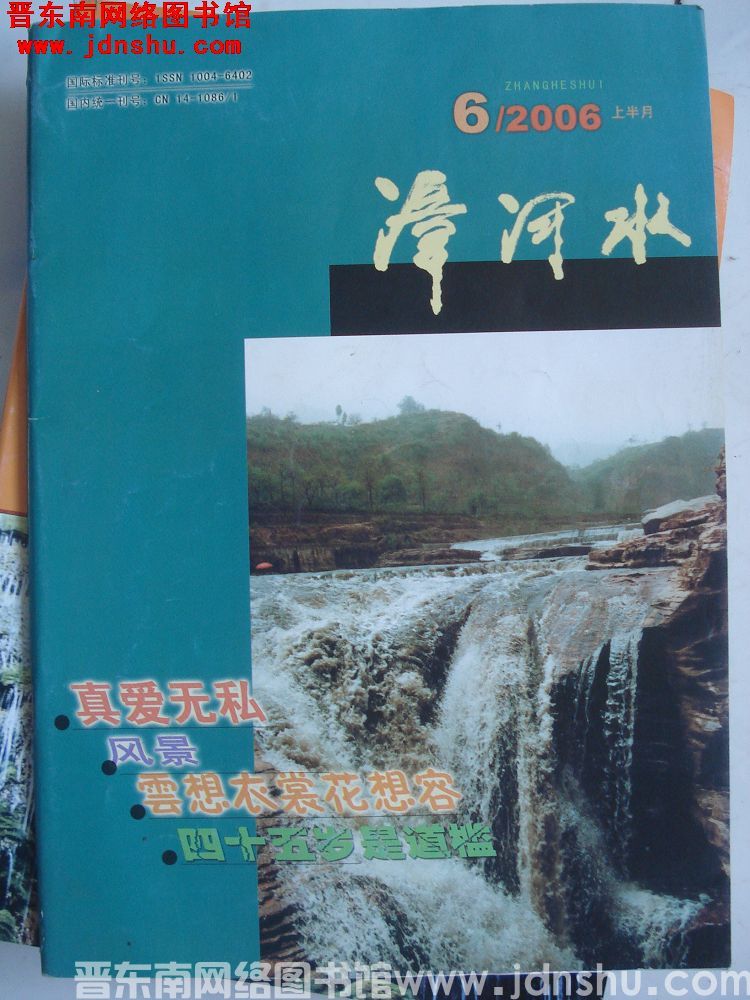 晋东南网络图书馆
www.jdnshu.com
国际标准刊号：ISSN 1004-6402
国内统一刊号：CN 14-1086/1
ZHANGHESHUI
6/2006 上半月
漳河水
真爱无私
风景
雲想衣裳花想容
四十五岁是道坎
晋东南网络图书馆www.jdnshu.com